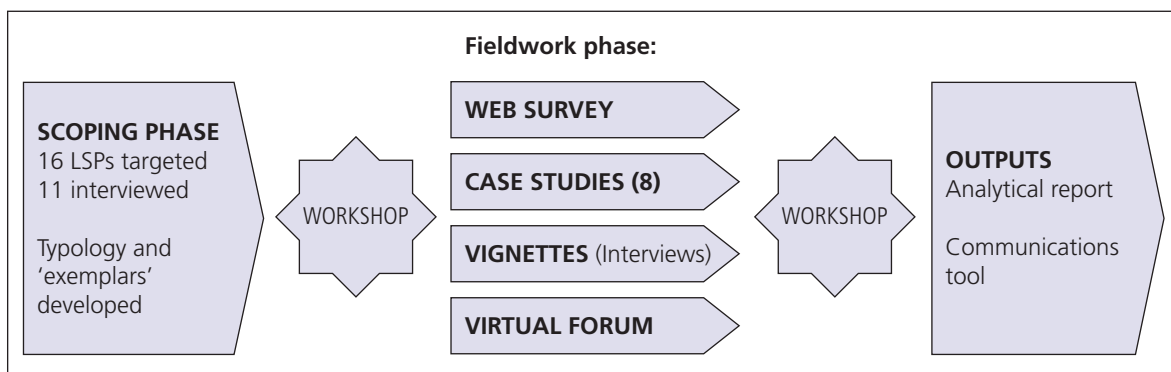 Fieldwork phase:
SCOPING PHASE
16 LSPs targeted
11 interviewed
Typology and
‘exemplars’
developed
WORKSHOP
WEB SURVEY
CASE STUDIES (8)
VIGNETTES (Interviews)
VIRTUAL FORUM
WORKSHOP
OUTPUTS
Analytical report
Communications
tool